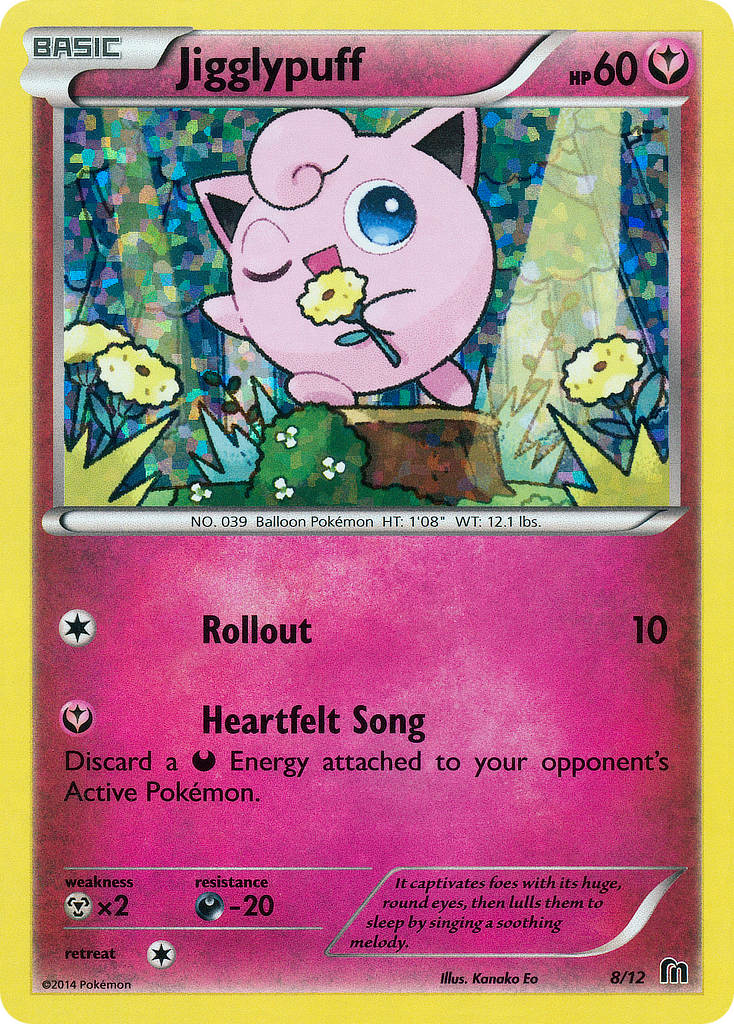 BASIC
Jigglypuff
HP60
NO. 039 Balloon Pokémon HT: 1'08" WT: 12.1 lbs.
Rollout 10
Heartfelt Song
Discard a Energy attached to your opponent's
Active Pokémon.
weakness resistance
×2 -20
retreat
It captivates foes with its huge,
round eyes, then lulls them to
sleep by singing a soothing
melody.
©2014 Pokémon
Illus. Kanako Eo
8/12
m